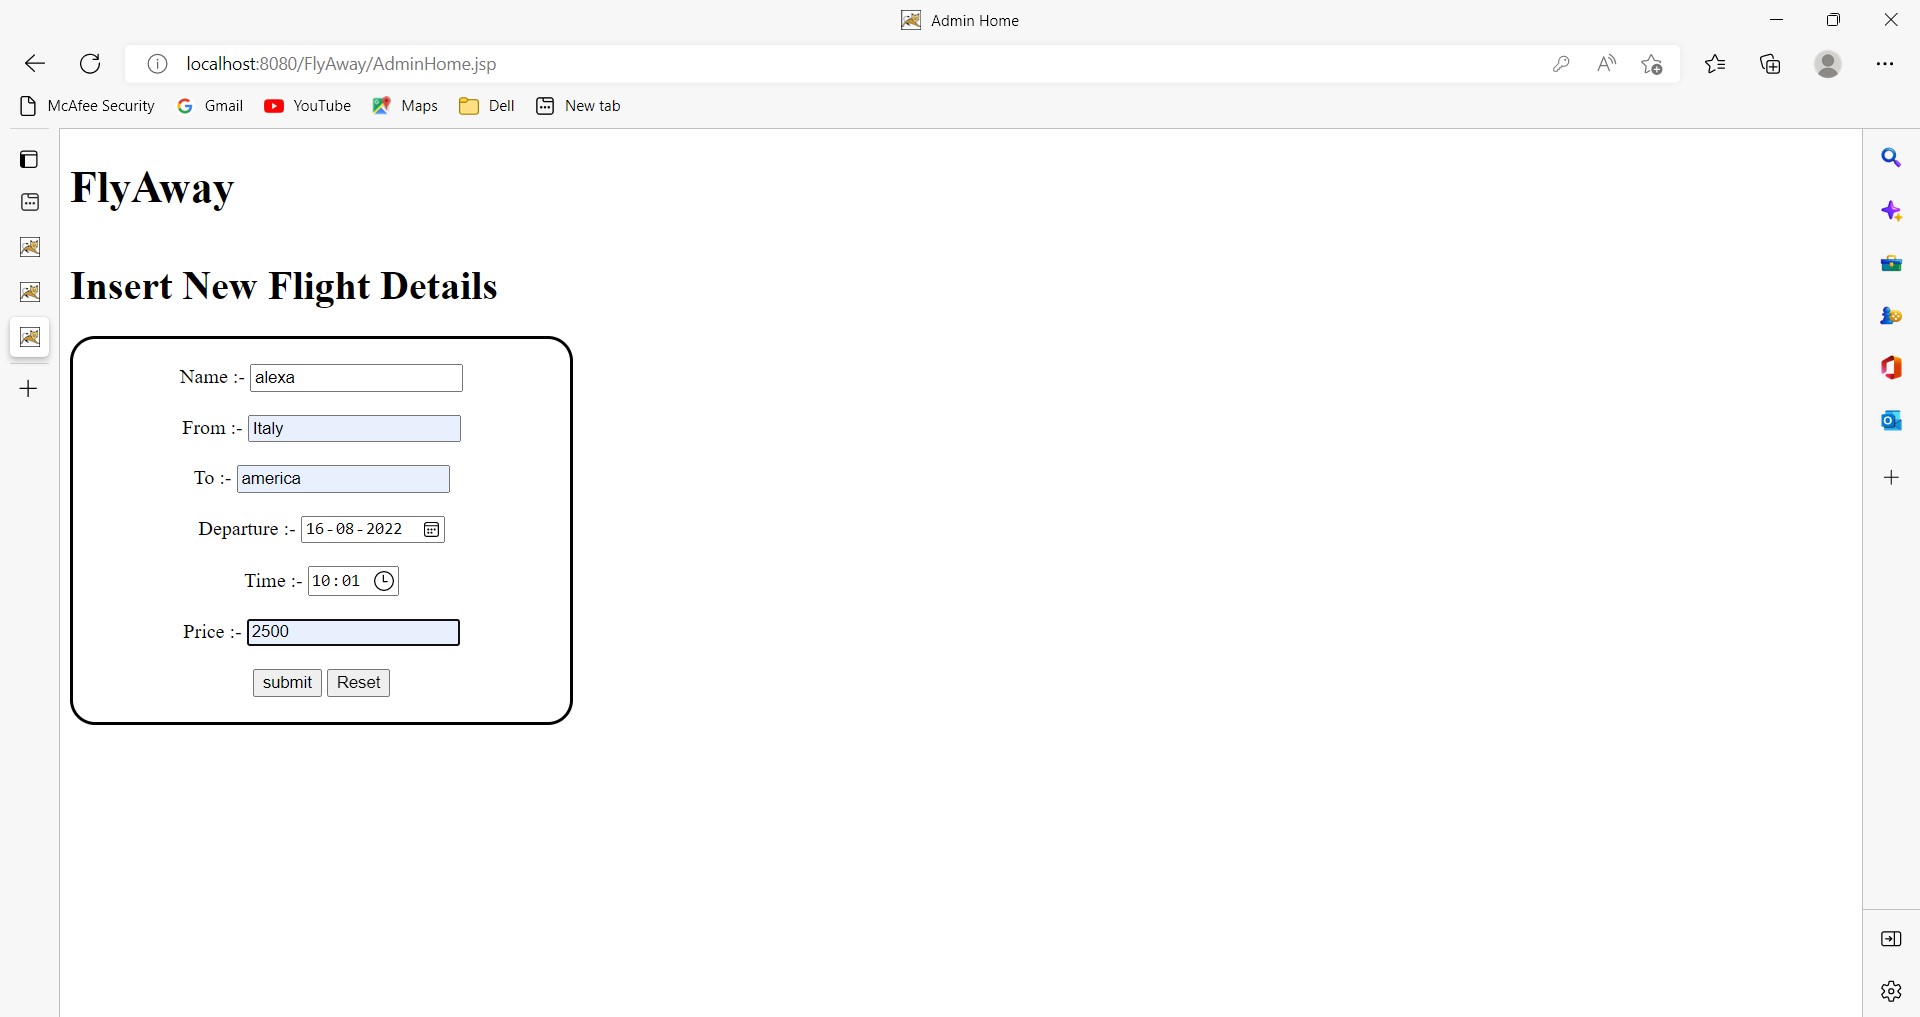 Admin Home
localhost:8080/FlyAway/AdminHome.jsp
McAfee Security Gmail YouTube Maps Dell New tab
FlyAway
Insert New Flight Details
Name :- alexa
From :- Italy
To :- america
Departure :- 16-08-2022
Time :- 10:01
Price :- 2500
submit Reset